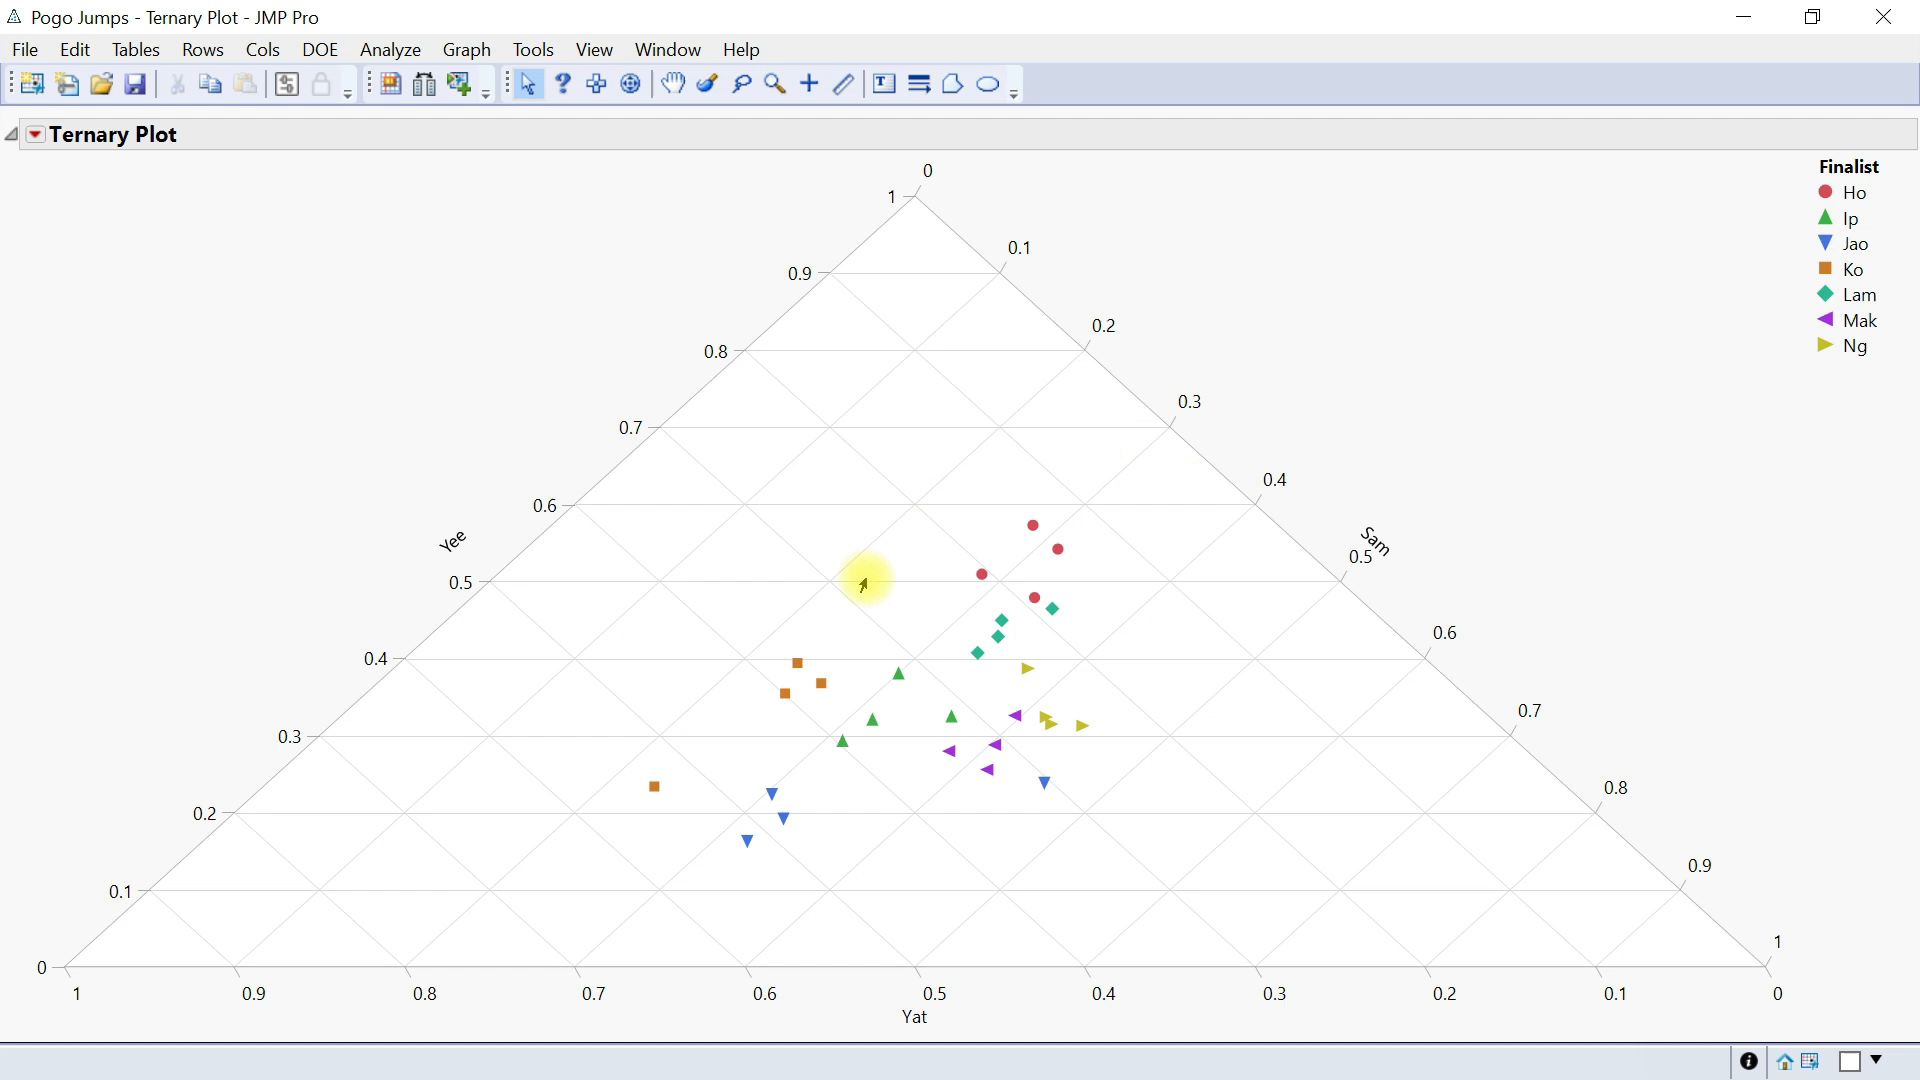 Pogo Jumps - Ternary Plot - JMP Pro
File Edit Tables Rows Cols DOE Analyze Graph Tools View Window Help
Ternary Plot
Finalist
Ho
Ip
Jao
Ko
Lam
Mak
Ng
0
1
0.1
0.9
0.2
0.8
0.3
0.7
0.4
0.6
Yee
Sam
0.5
0.5
0.6
0.4
0.7
0.3
0.8
0.2
0.9
0.1
1
0
1 0.9 0.8 0.7 0.6 0.5 0.4 0.3 0.2 0.1 0
Yat